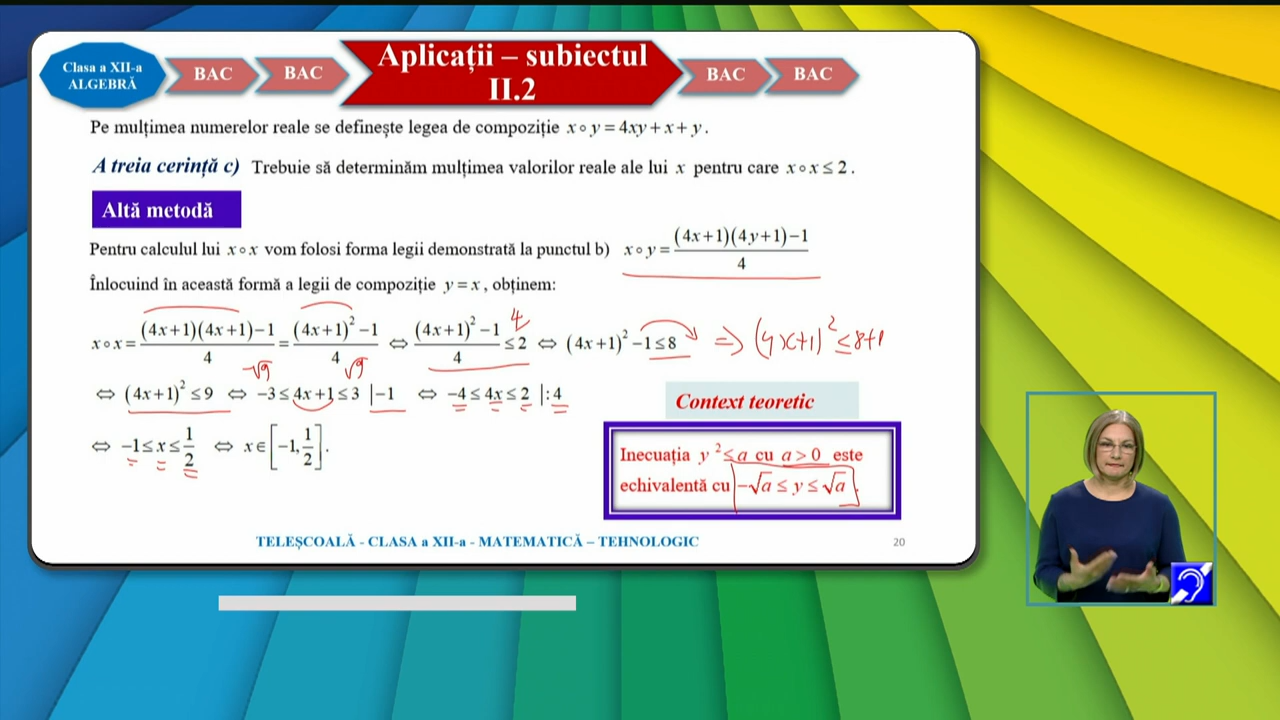 Clasa a XII-a
ALGEBRĂ
BAC
BAC
Aplicații – subiectul
II.2
BAC
BAC
Pe mulțimea numerelor reale se definește legea de compoziție x∘y=4xy+x+y.
A treia cerință c) Trebuie să determinăm mulțimea valorilor reale ale lui x pentru care x∘x≤2.
Altă metodă
Pentru calculul lui x∘x vom folosi forma legii demonstrată la punctul b) x∘y=((4x+1)(4y+1)−1)/4
Înlocuind în această formă a legii de compoziție y=x, obținem:
x∘x=((4x+1)(4x+1)−1)/4=((4x+1)²−1)/4 ⇔ ((4x+1)²−1)/4≤2 ⇔ (4x+1)²−1≤8 ⇒ (4x+1)²≤8+1
4
−√9 √9
⇔ (4x+1)²≤9 ⇔ −3≤4x+1≤3 |−1 ⇔ −4≤4x≤2 |:4
⇔ −1≤x≤1/2 ⇔ x∈[−1,1/2].
Context teoretic
Inecuația y²≤a cu a>0 este
echivalentă cu −√a≤y≤√a.
TELEȘCOALĂ - CLASA a XII-a - MATEMATICĂ – TEHNOLOGIC
20